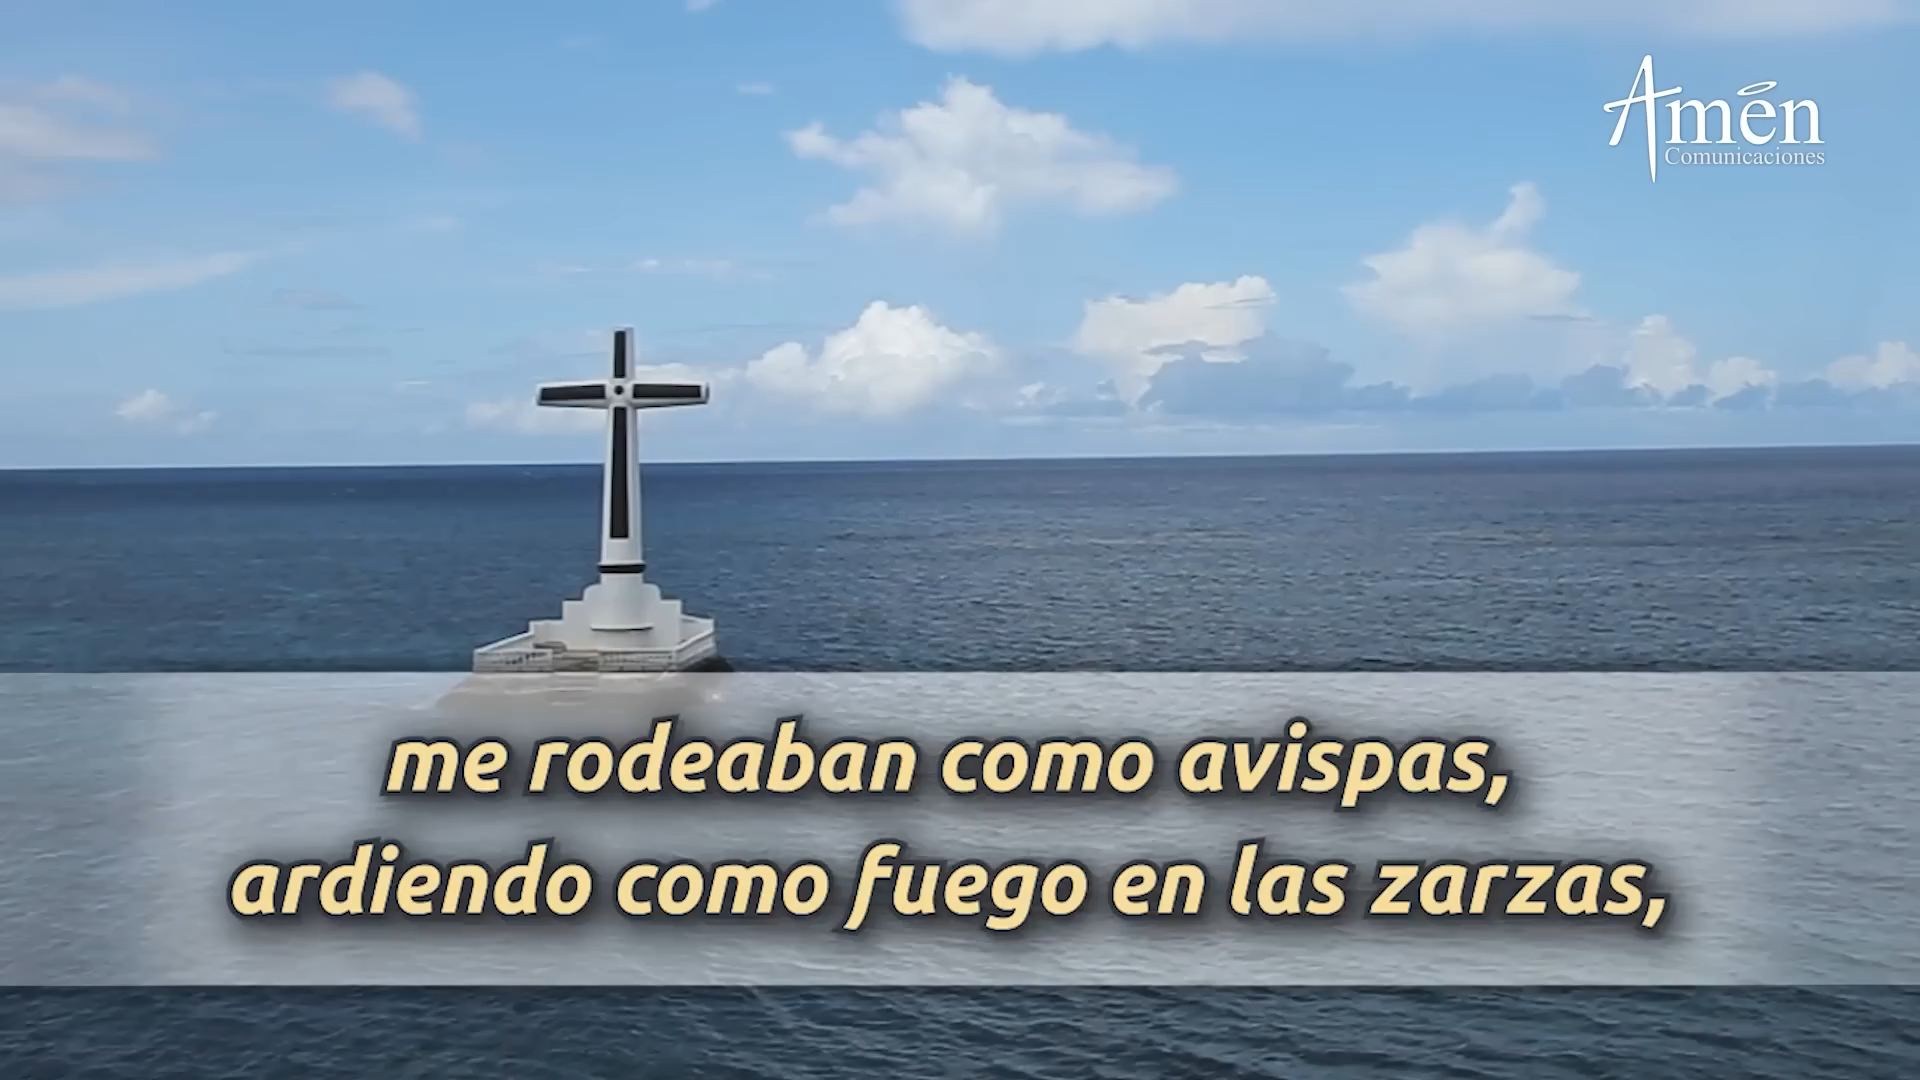 Amén
Comunicaciones
me rodeaban como avispas,
ardiendo como fuego en las zarzas,